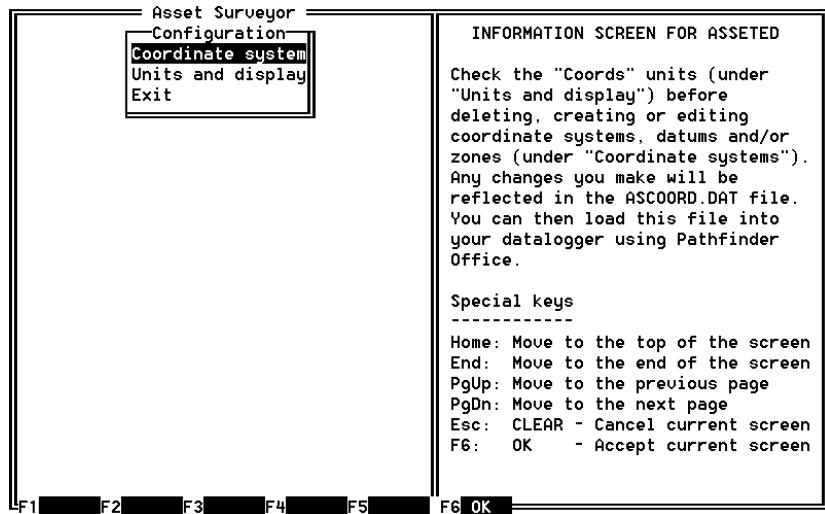 Asset Surveyor
Configuration
Coordinate system
Units and display
Exit
INFORMATION SCREEN FOR ASSETED
Check the "Coords" units (under
"Units and display") before
deleting, creating or editing
coordinate systems, datums and/or
zones (under "Coordinate systems").
Any changes you make will be
reflected in the ASCOORD.DAT file.
You can then load this file into
your datalogger using Pathfinder
Office.
Special keys
------------
Home: Move to the top of the screen
End: Move to the end of the screen
PgUp: Move to the previous page
PgDn: Move to the next page
Esc: CLEAR - Cancel current screen
F6: OK - Accept current screen
F1 F2 F3 F4 F5 F6 OK